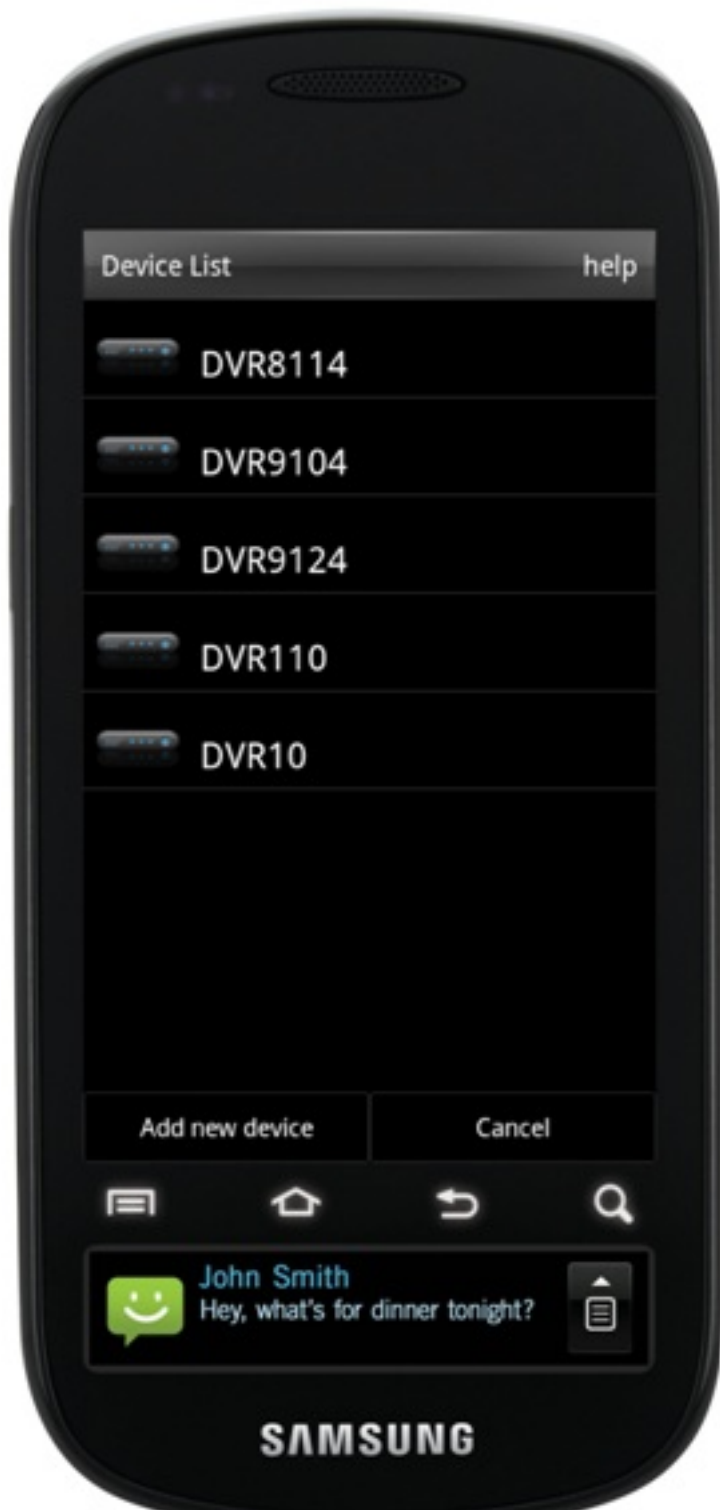 Device List help
DVR8114
DVR9104
DVR9124
DVR110
DVR10
Add new device Cancel
John Smith
Hey, what's for dinner tonight?
SAMSUNG